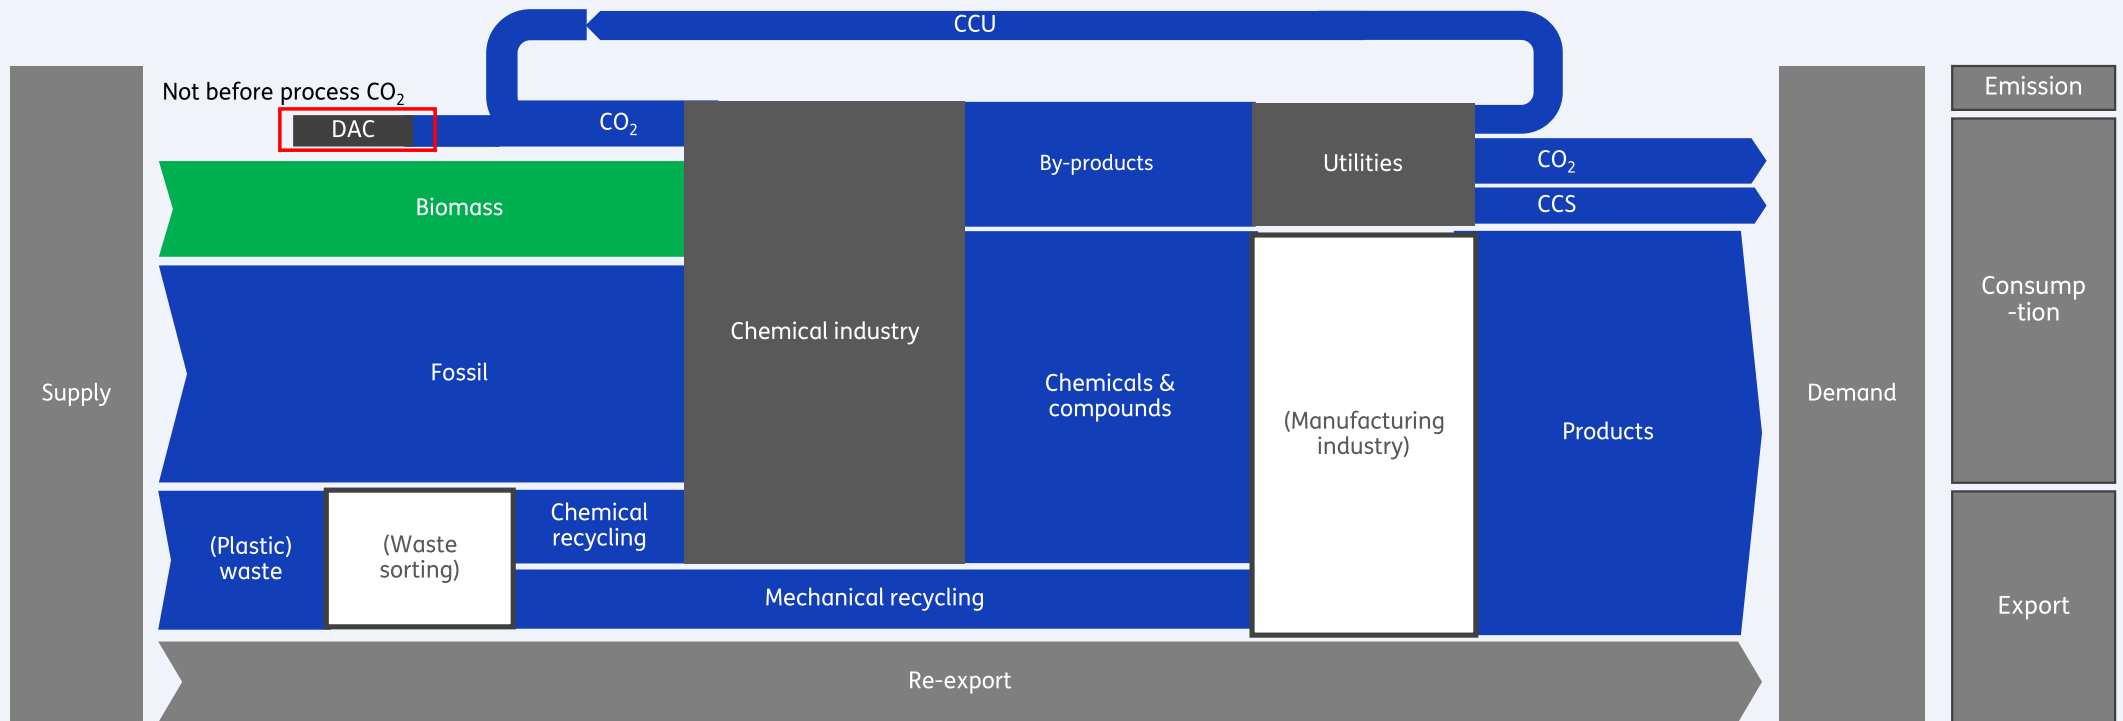 CCU
Not before process CO₂
DAC
CO₂
Biomass
Fossil
Supply
(Plastic)
waste
(Waste
sorting)
Chemical
recycling
Mechanical recycling
Chemical industry
By-products
Utilities
CO₂
CCS
Chemicals &
compounds
(Manufacturing
industry)
Products
Re-export
Demand
Emission
Consump
-tion
Export